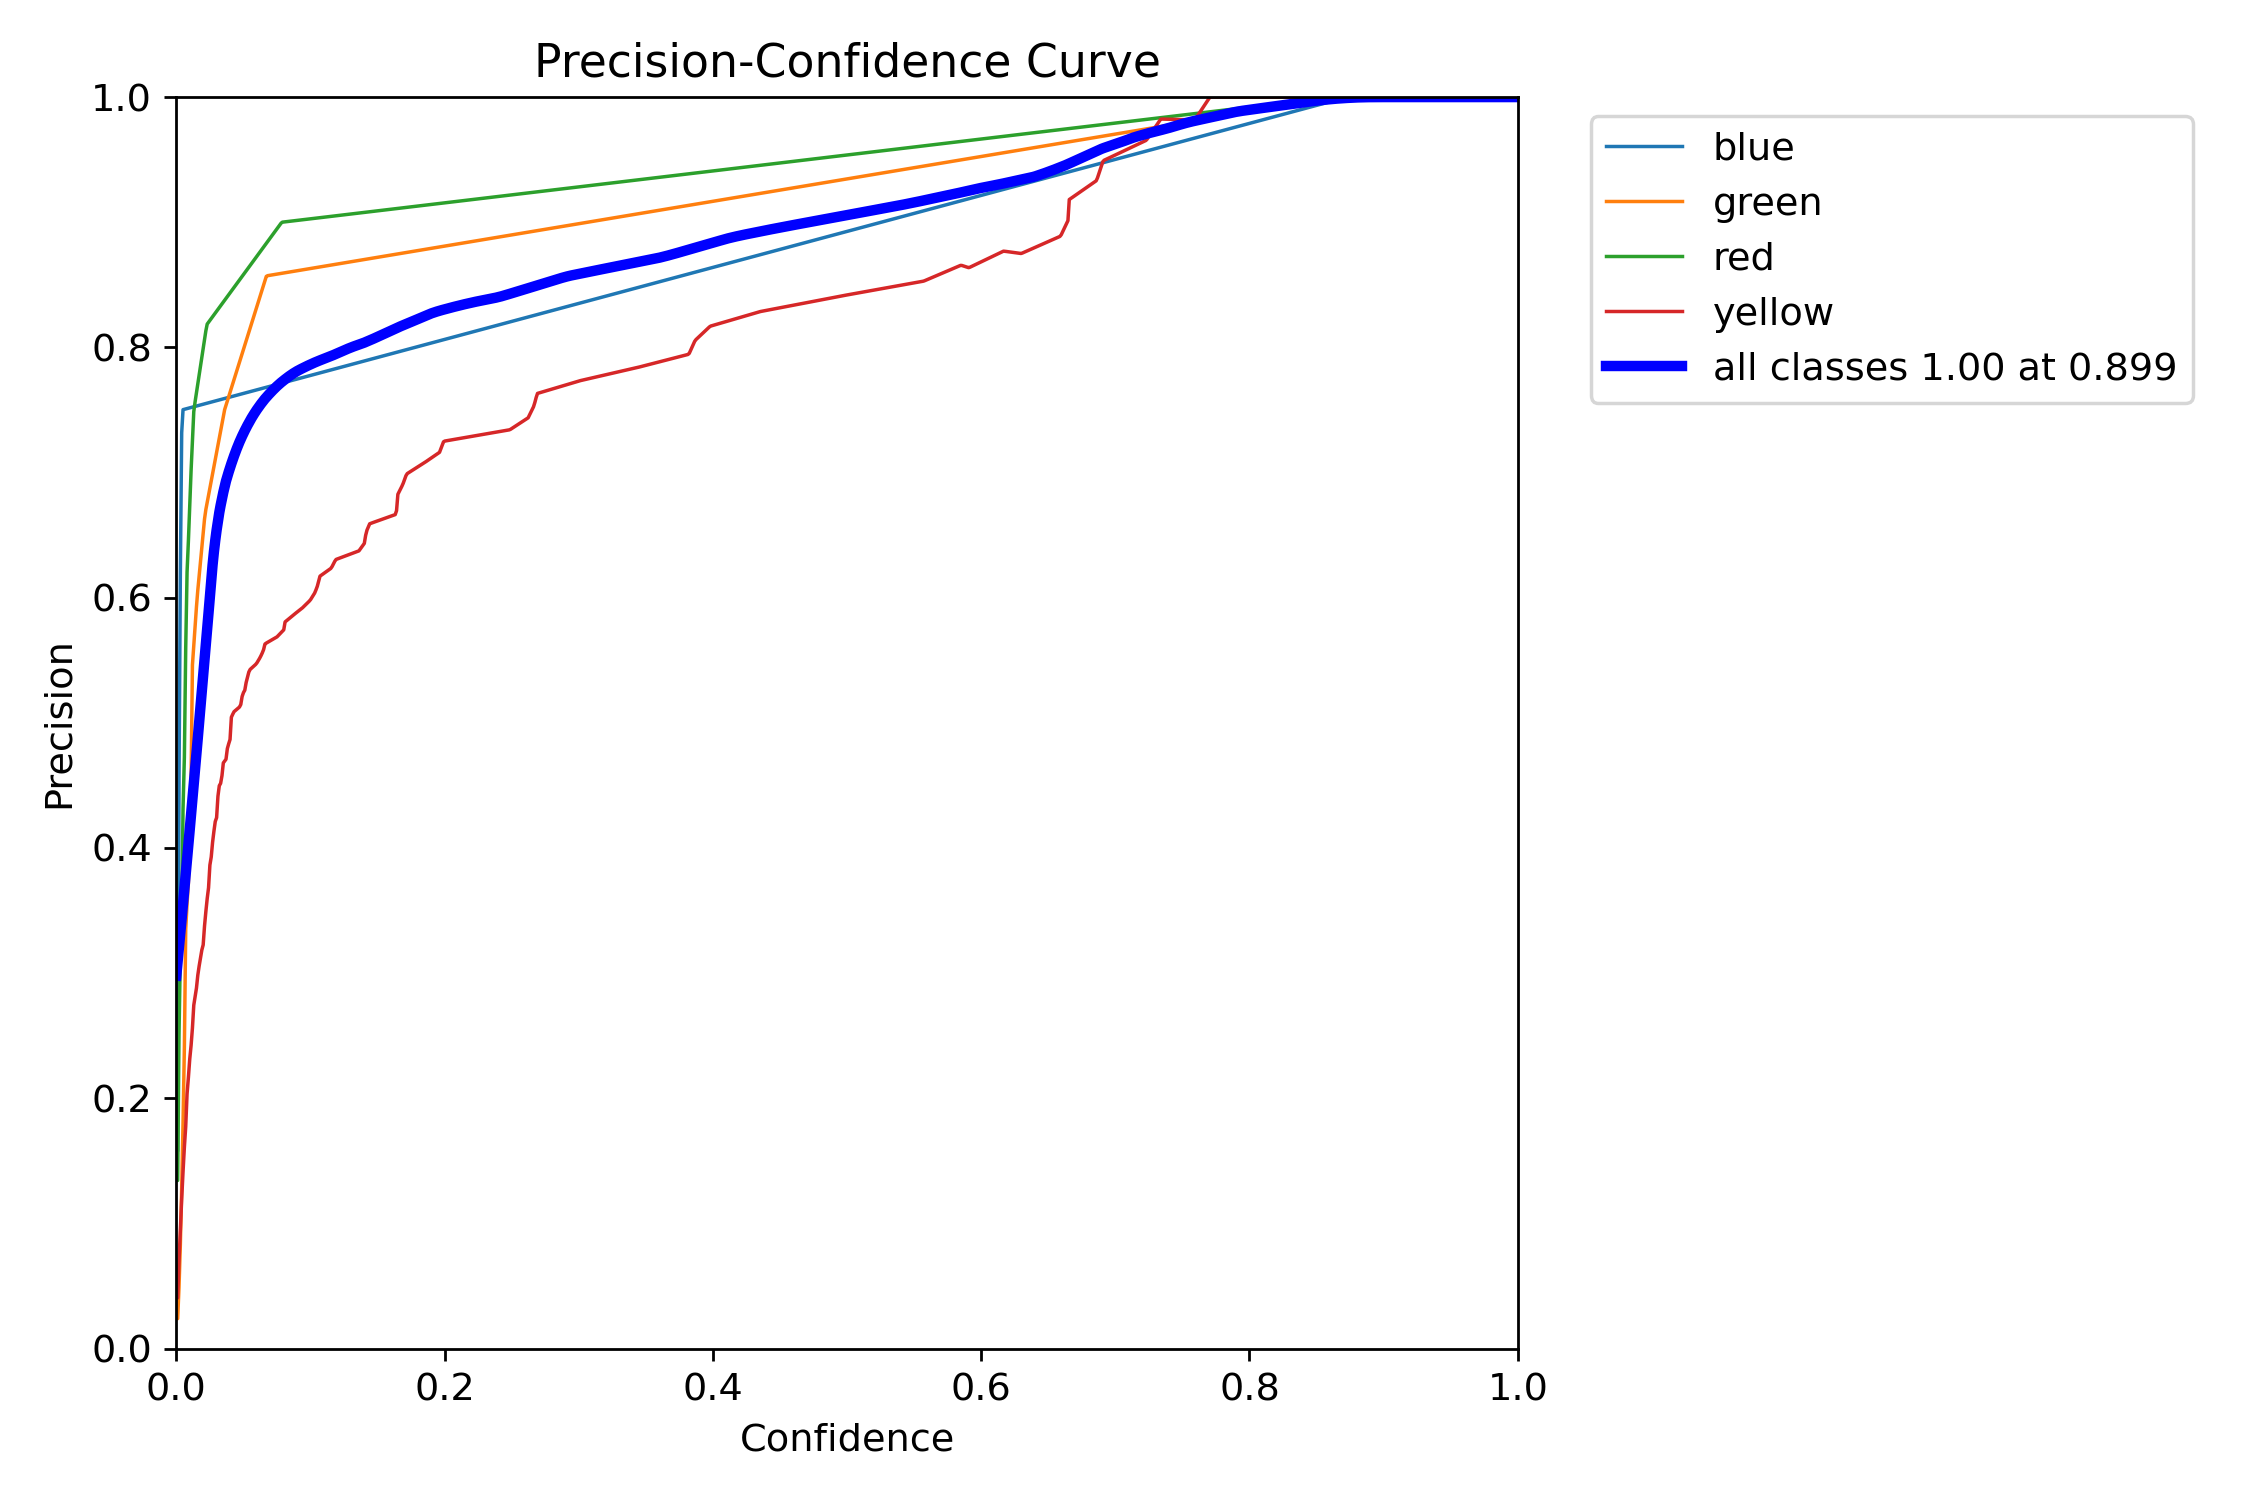 Precision-Confidence Curve
1.0
0.8
0.6
0.4
0.2
0.0
Precision
0.0 0.2 0.4 0.6 0.8 1.0
Confidence
blue
green
red
yellow
all classes 1.00 at 0.899